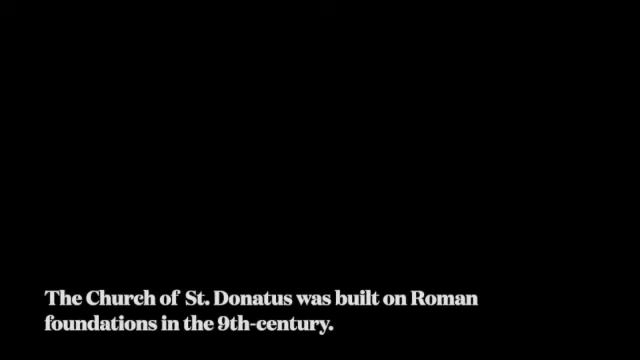 The Church of St. Donatus was built on Roman
foundations in the 9th-century.